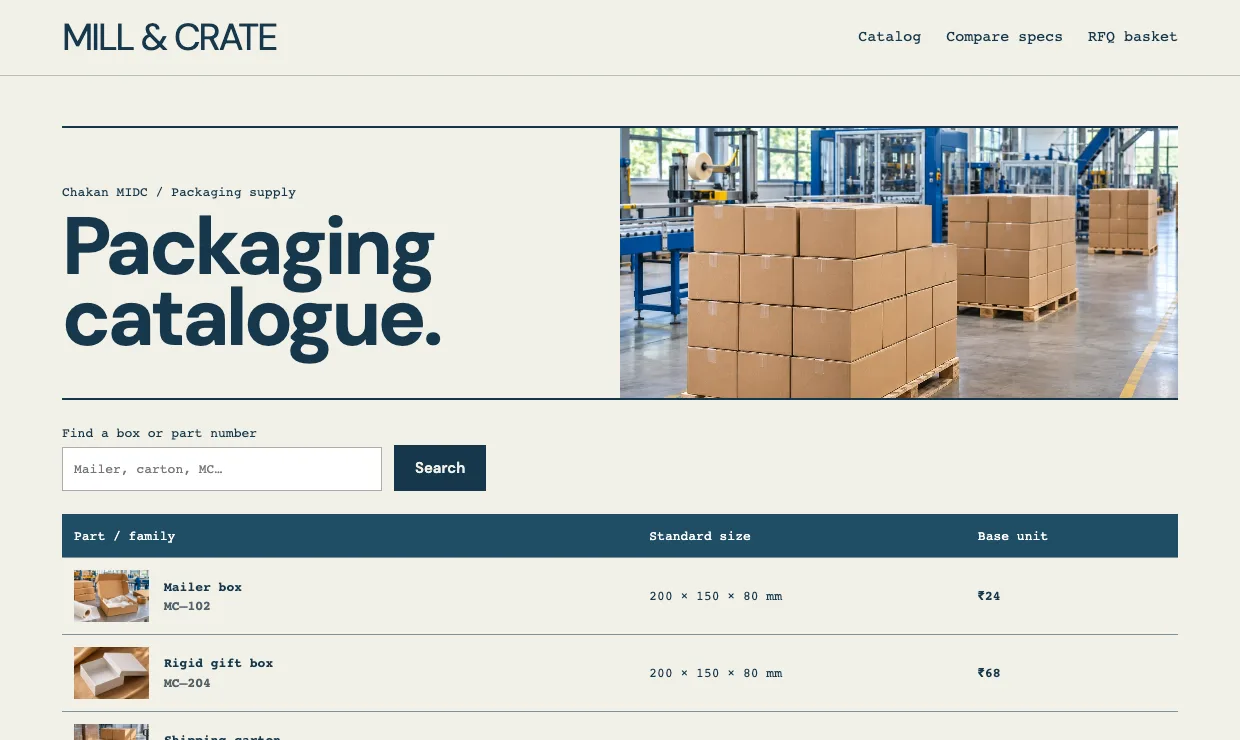 MILL & CRATE
Catalog Compare specs RFQ basket
Chakan MIDC / Packaging supply
Packaging
catalogue.
Find a box or part number
Mailer, carton, MC…
Search
Part / family Standard size Base unit
Mailer box
MC—102
200 × 150 × 80 mm
₹24
Rigid gift box
MC—204
200 × 150 × 80 mm
₹68
Shipping carton